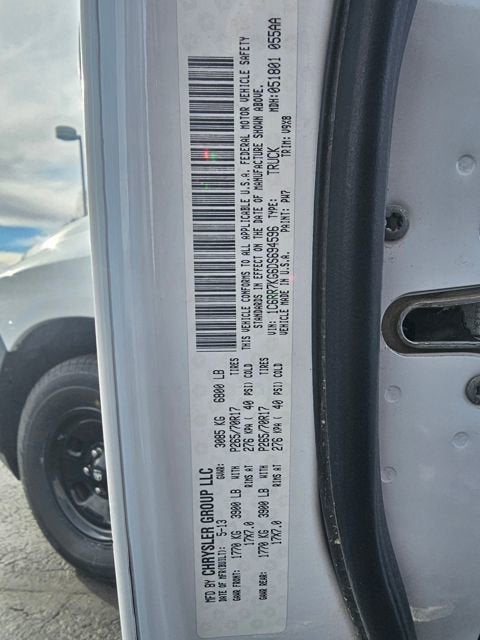 MFD BY CHRYSLER GROUP LLC
DATE OF MFR(BUILT): 5-13 GVWR: 3085 KG 6800 LB
GAWR FRONT: 1770 KG 3900 LB WITH P265/70R17 TIRES
17X7.0 RIMS AT 276 KPA ( 40 PSI) COLD
GAWR REAR: 1770 KG 3900 LB WITH P265/70R17 TIRES
17X7.0 RIMS AT 276 KPA ( 40 PSI) COLD
THIS VEHICLE CONFORMS TO ALL APPLICABLE U.S.A. FEDERAL MOTOR VEHICLE SAFETY
STANDARDS IN EFFECT ON THE DATE OF MANUFACTURE SHOWN ABOVE.
VIN: 1C6RR7KG6DS694596 TYPE: TRUCK MDH: 051801 055AA
VEHICLE MADE IN U.S.A. PAINT: PW7 TRIM: V9X8